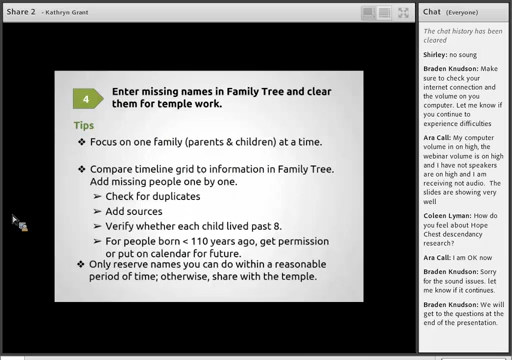 Share 2 - Kathryn Grant
4
Enter missing names in Family Tree and clear
them for temple work.
Tips
❖ Focus on one family (parents & children) at a time.
❖ Compare timeline grid to information in Family Tree.
Add missing people one by one.
➢ Check for duplicates
➢ Add sources
➢ Verify whether each child lived past 8.
➢ For people born < 110 years ago, get permission
or put on calendar for future.
❖ Only reserve names you can do within a reasonable
period of time; otherwise, share with the temple.
Chat (Everyone)
The chat history has been
cleared
Shirley: no soung
Braden Knudson: Make
sure to check your
internet connection and
the volume on you
computer. Let me know if
you continue to
experience difficulties
Ara Call: My computer
volume in on high, the
webinar volume is on high
and I have not speakers
are on high and I am
receiving not audio. The
slides are showing very
well
Coleen Lyman: How do
you feel about Hope
Chest descendancy
research?
Ara Call: I am OK now
Braden Knudson: Sorry
for the sound issues. let
me know if it continues.
Braden Knudson: We will
get to the questions at the
end of the presentation.